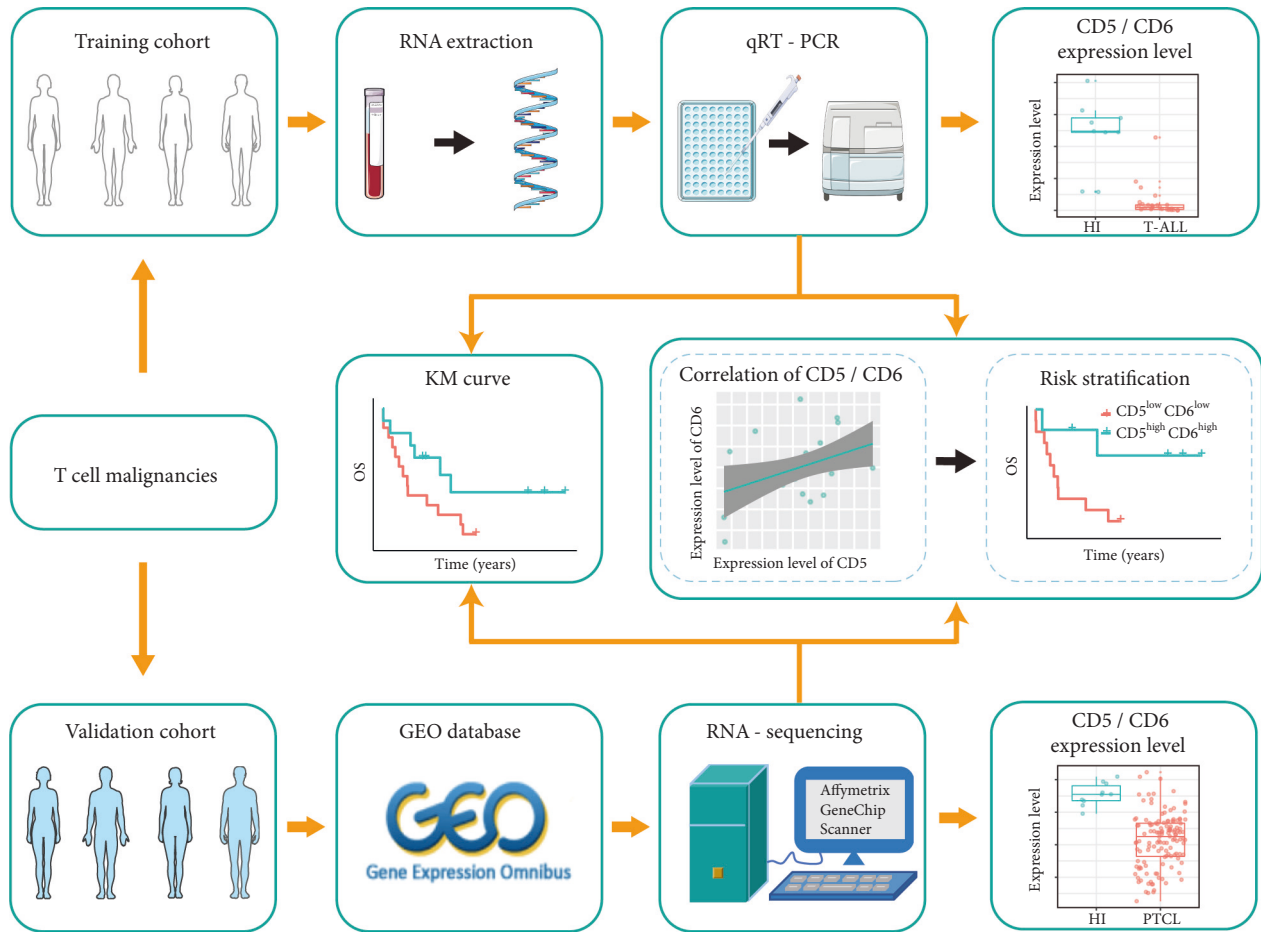 Training cohort
RNA extraction
qRT - PCR
CD5 / CD6
expression level
Expression level
HI
T-ALL
T cell malignancies
KM curve
OS
Time (years)
Correlation of CD5 / CD6
Expression level of CD6
Expression level of CD5
Risk stratification
CD5low CD6low
CD5high CD6high
OS
Time (years)
Validation cohort
GEO database
GEO
Gene Expression Omnibus
RNA - sequencing
Affymetrix
GeneChip
Scanner
CD5 / CD6
expression level
Expression level
HI
PTCL